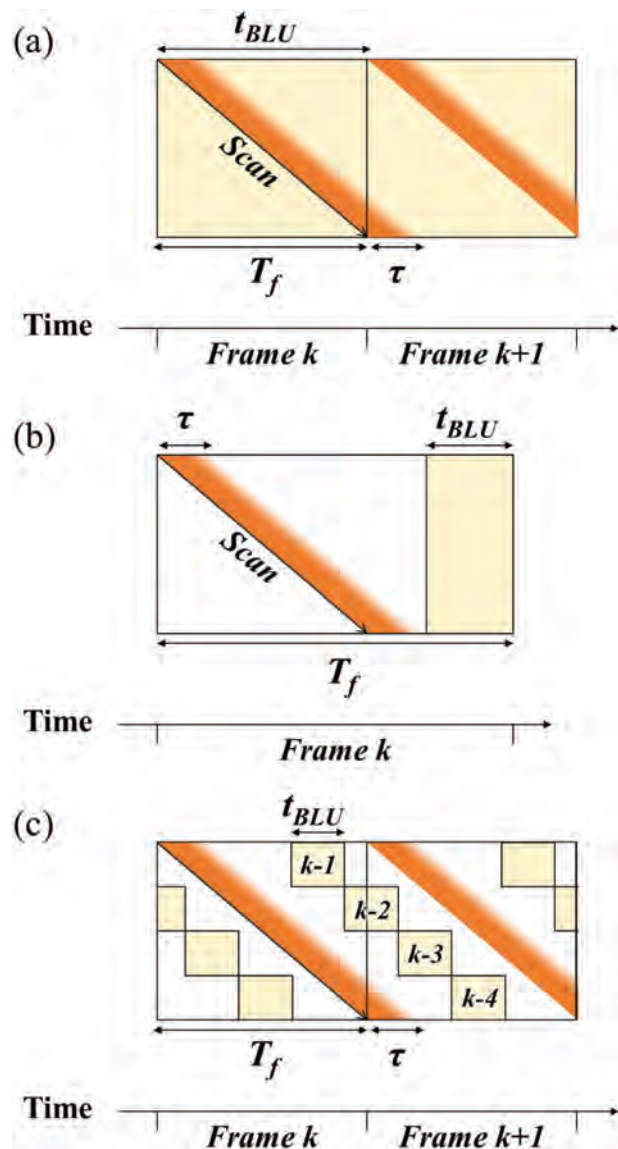 (a)
t_BLU
Scan
T_f
τ
Time
Frame k
Frame k+1
(b)
τ
t_BLU
Scan
T_f
Time
Frame k
(c)
t_BLU
k-1
k-2
k-3
k-4
T_f
τ
Time
Frame k
Frame k+1